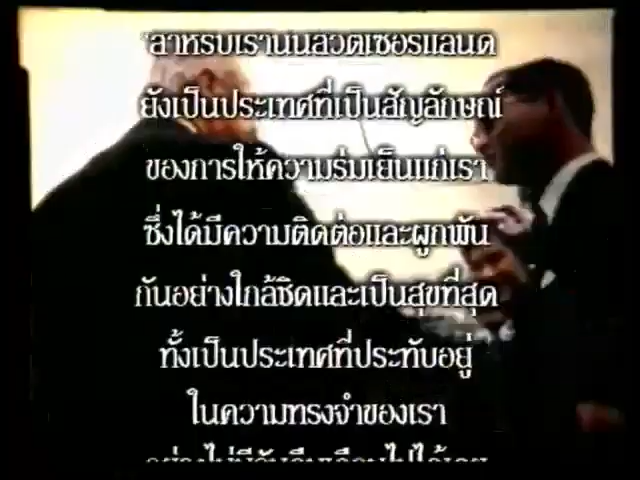 "สำหรับเรานั้นสวิตเซอร์แลนด์
ยังเป็นประเทศที่เป็นสัญลักษณ์
ของการให้ความร่มเย็นแก่เรา
ซึ่งได้มีความติดต่อและผูกพัน
กันอย่างใกล้ชิดและเป็นสุขที่สุด
ทั้งเป็นประเทศที่ประทับอยู่
ในความทรงจำของเรา